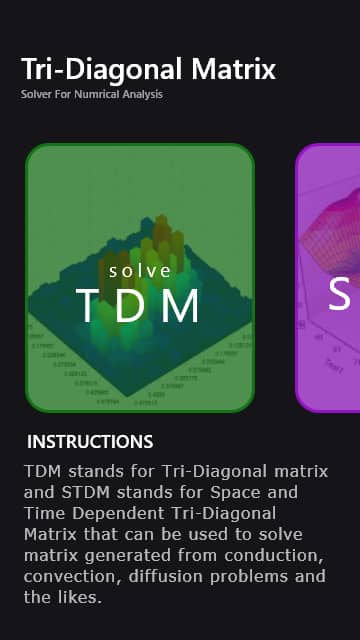 Tri-Diagonal Matrix
Solver For Numrical Analysis
solve
TDM
S
INSTRUCTIONS
TDM stands for Tri-Diagonal matrix
and STDM stands for Space and
Time Dependent Tri-Diagonal
Matrix that can be used to solve
matrix generated from conduction,
convection, diffusion problems and
the likes.